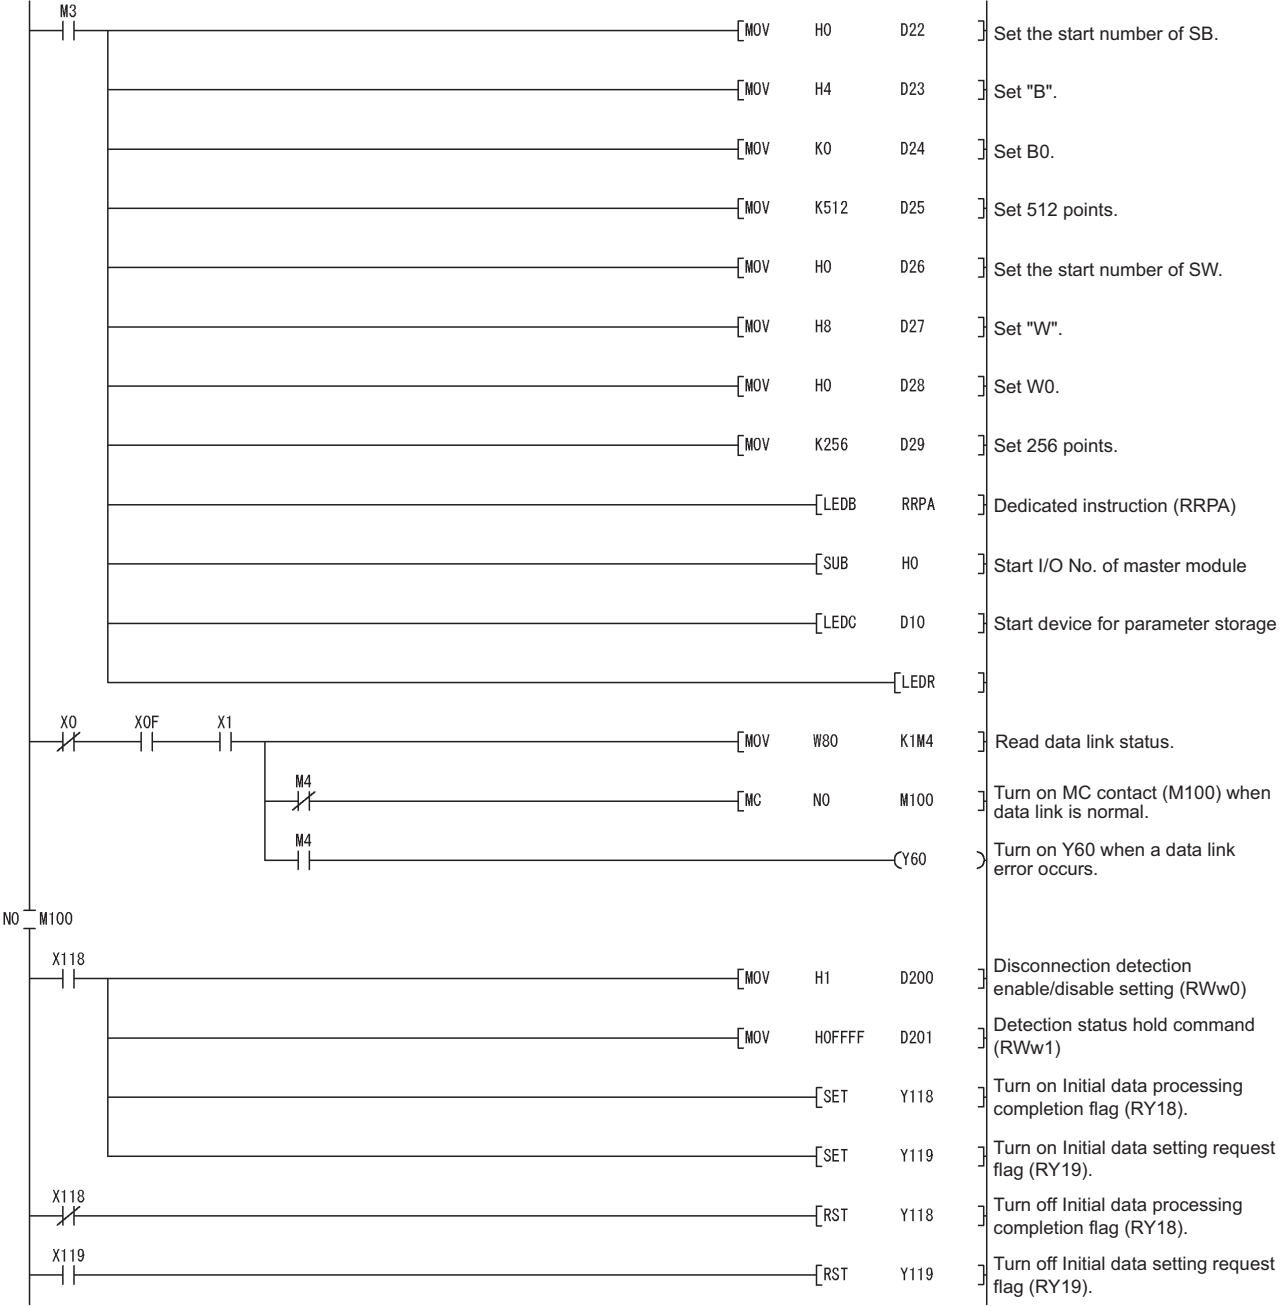 M3
MOV H0 D22 Set the start number of SB.
MOV H4 D23 Set "B".
MOV K0 D24 Set B0.
MOV K512 D25 Set 512 points.
MOV H0 D26 Set the start number of SW.
MOV H8 D27 Set "W".
MOV H0 D28 Set W0.
MOV K256 D29 Set 256 points.
LEDB RRPA Dedicated instruction (RRPA)
SUB H0 Start I/O No. of master module
LEDC D10 Start device for parameter storage
LEDR
X0 X0F X1
MOV W80 K1M4 Read data link status.
M4
MC N0 M100 Turn on MC contact (M100) when
data link is normal.
M4
Y60 Turn on Y60 when a data link
error occurs.
N0 M100
X118
MOV H1 D200 Disconnection detection
enable/disable setting (RWw0)
MOV H0FFFF D201 Detection status hold command
(RWw1)
SET Y118 Turn on Initial data processing
completion flag (RY18).
SET Y119 Turn on Initial data setting request
flag (RY19).
X118
RST Y118 Turn off Initial data processing
completion flag (RY18).
X119
RST Y119 Turn off Initial data setting request
flag (RY19).